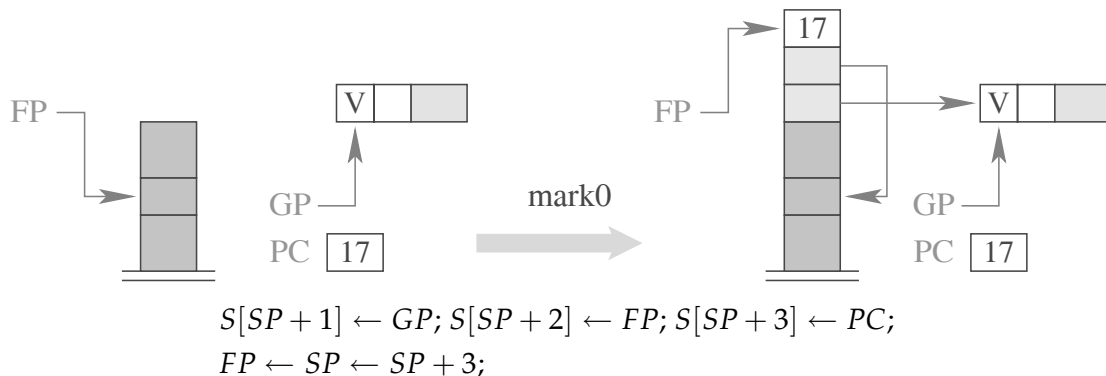 17
FP
V
FP
V
GP
mark0
GP
PC 17
PC 17
S[SP + 1] ← GP; S[SP + 2] ← FP; S[SP + 3] ← PC;
FP ← SP ← SP + 3;